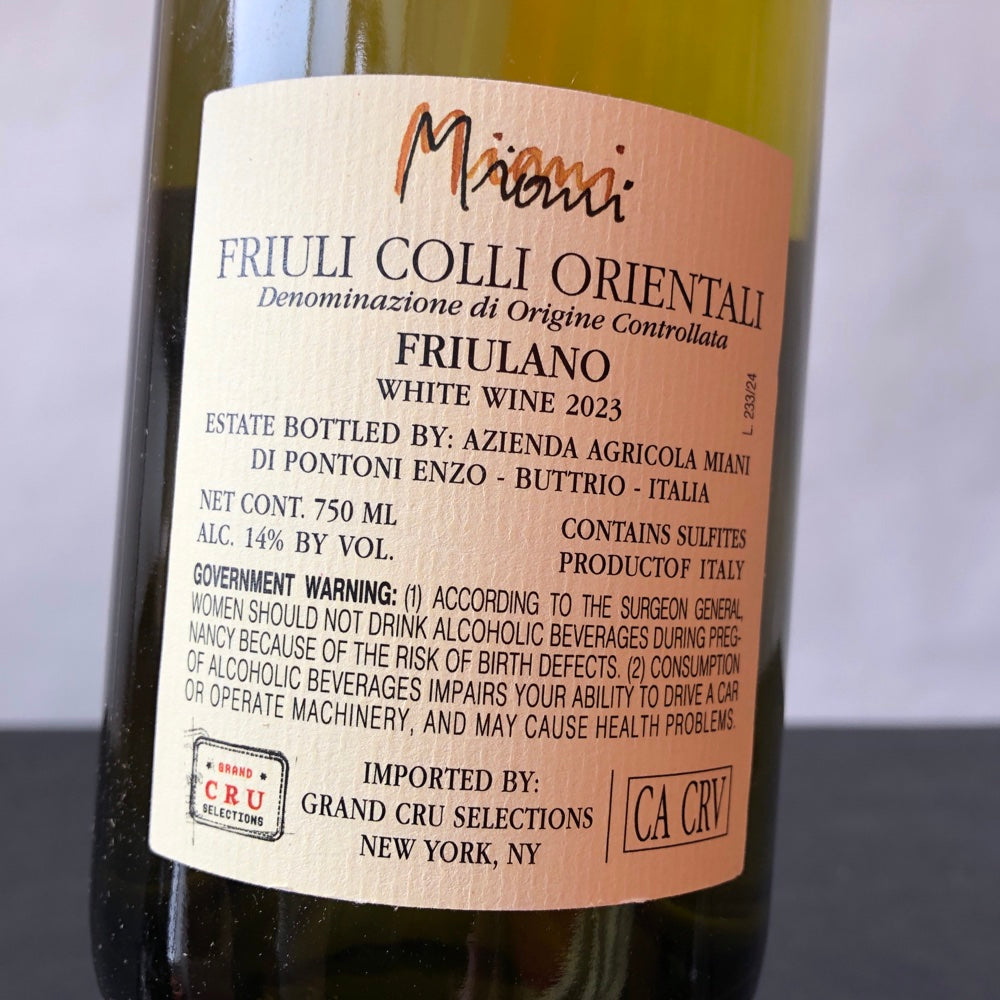 Miani
FRIULI COLLI ORIENTALI
Denominazione di Origine Controllata
FRIULANO
WHITE WINE 2023
L. 233/24
ESTATE BOTTLED BY: AZIENDA AGRICOLA MIANI
DI PONTONI ENZO - BUTTRIO - ITALIA
NET CONT. 750 ML
ALC. 14% BY VOL.
CONTAINS SULFITES
PRODUCTOF ITALY
GOVERNMENT WARNING: (1) ACCORDING TO THE SURGEON GENERAL,
WOMEN SHOULD NOT DRINK ALCOHOLIC BEVERAGES DURING PREG-
NANCY BECAUSE OF THE RISK OF BIRTH DEFECTS. (2) CONSUMPTION
OF ALCOHOLIC BEVERAGES IMPAIRS YOUR ABILITY TO DRIVE A CAR
OR OPERATE MACHINERY, AND MAY CAUSE HEALTH PROBLEMS.
GRAND
CRU
SELECTIONS
IMPORTED BY:
GRAND CRU SELECTIONS
NEW YORK, NY
CA CRV